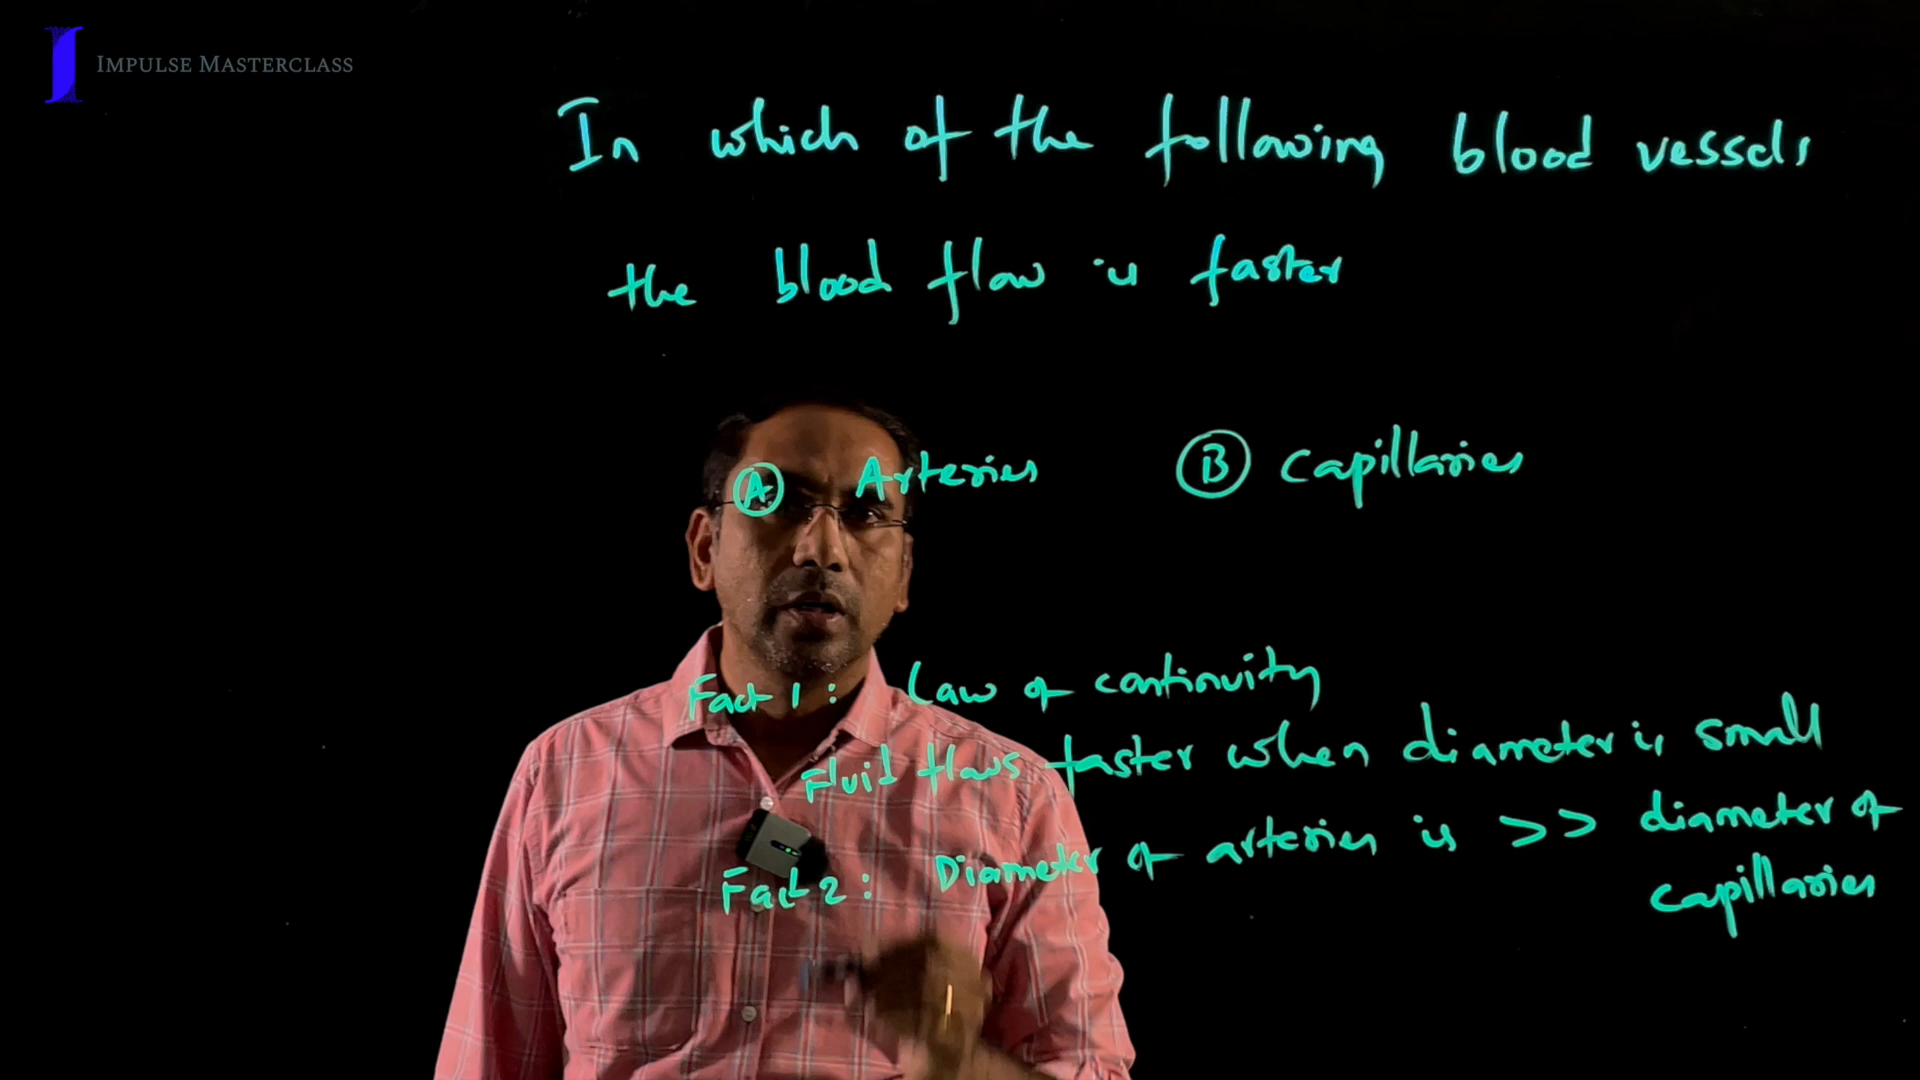 IMPULSE MASTERCLASS
In which of the following blood vessels
the blood flow is faster
Ⓐ Arteries Ⓑ Capillaries
Fact 1: Law of continuity
Fluid flows faster when diameter is small
Fact 2: Diameter of arteries is >> diameter of
capillaries